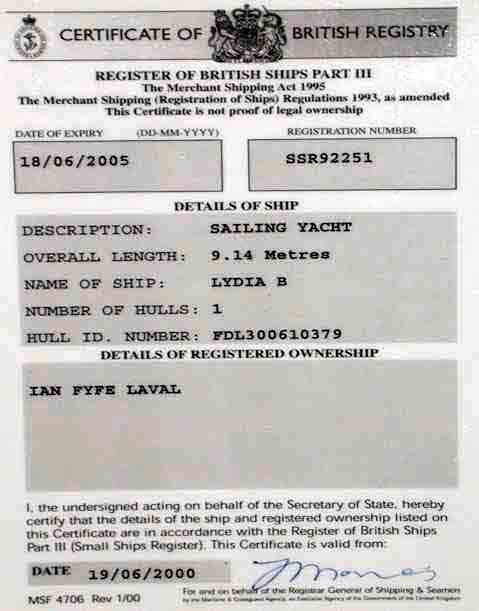 CERTIFICATE OF BRITISH REGISTRY
REGISTER OF BRITISH SHIPS PART III
The Merchant Shipping Act 1995
The Merchant Shipping (Registration of Ships) Regulations 1993, as amended
This Certificate is not proof of legal ownership
DATE OF EXPIRY (DD-MM-YYYY) REGISTRATION NUMBER
18/06/2005 SSR92251
DETAILS OF SHIP
DESCRIPTION: SAILING YACHT
OVERALL LENGTH: 9.14 Metres
NAME OF SHIP: LYDIA B
NUMBER OF HULLS: 1
HULL ID. NUMBER: FDL300610379
DETAILS OF REGISTERED OWNERSHIP
IAN FYFE LAVAL
I, the undersigned acting on behalf of the Secretary of State, hereby
certify that the details of the ship and registered ownership listed on
this Certificate are in accordance with the Register of British Ships
Part III (Small Ships Register). This Certificate is valid from:
DATE 19/06/2000
For and on behalf of the Registrar General of Shipping & Seamen
MSF 4706 Rev 1/00 by the Maritime & Coastguard Agency, an Executive Agency of the Government of the United Kingdom